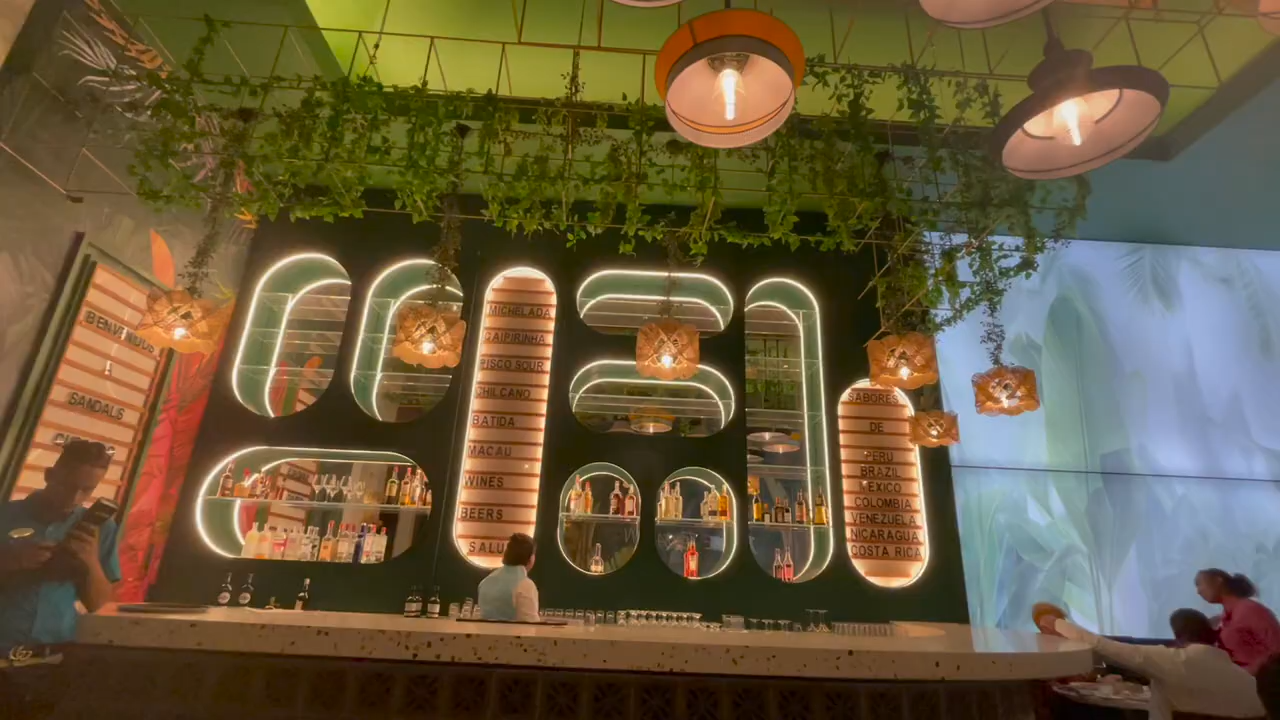 BENVENIDOS
SANDALS
MICHELADA
CAIPIRINHA
PISCO SOUR
CHILCANO
BATIDA
MACAU
WINES
BEERS
SALU
SABORES
DE
PERU
BRAZIL
MEXICO
COLOMBIA
VENEZUELA
NICARAGUA
COSTA RICA